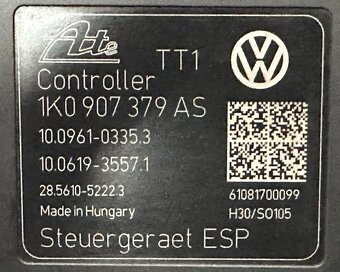 Ate TT1
Controller
1K0 907 379 AS
10.0961-0335.3
10.0619-3557.1
28.5610-5222.3 61081700099
Made in Hungary H30/SO105
Steuergeraet ESP